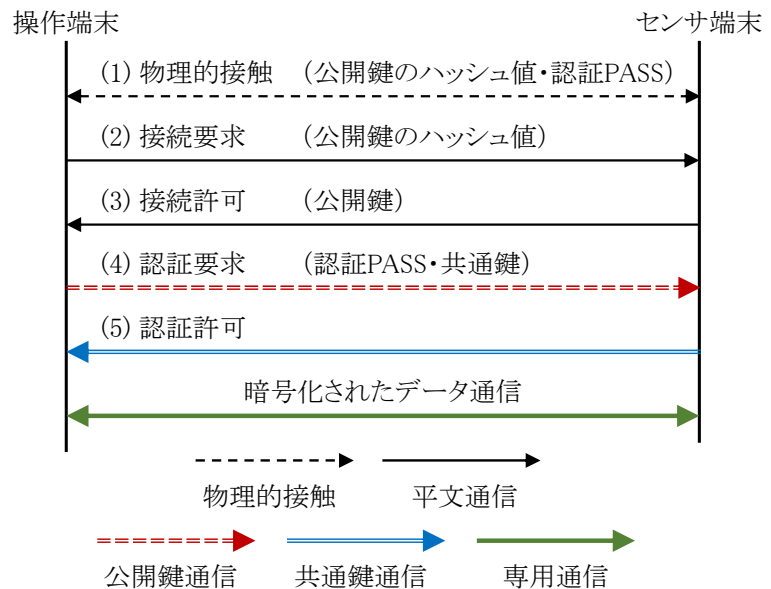 操作端末 センサ端末
(1) 物理的接触 (公開鍵のハッシュ値・認証PASS)
(2) 接続要求 (公開鍵のハッシュ値)
(3) 接続許可 (公開鍵)
(4) 認証要求 (認証PASS・共通鍵)
(5) 認証許可
暗号化されたデータ通信
物理的接触 平文通信
公開鍵通信 共通鍵通信 専用通信